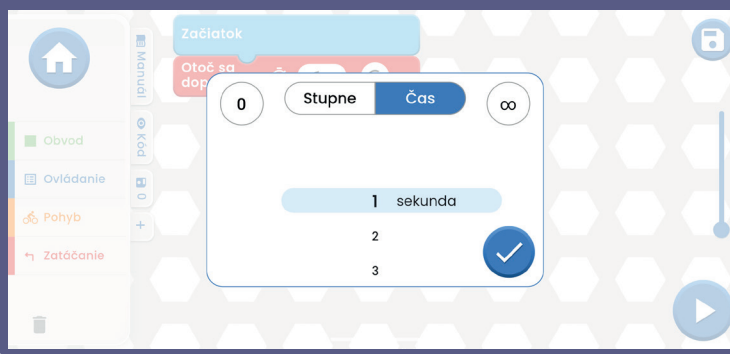 Začiatok
Otoč sa
dop
Manuál
Kód
0
+
Obvod
Ovládanie
Pohyb
Zatáčanie
0
Stupne
Čas
∞
1 sekunda
2
3